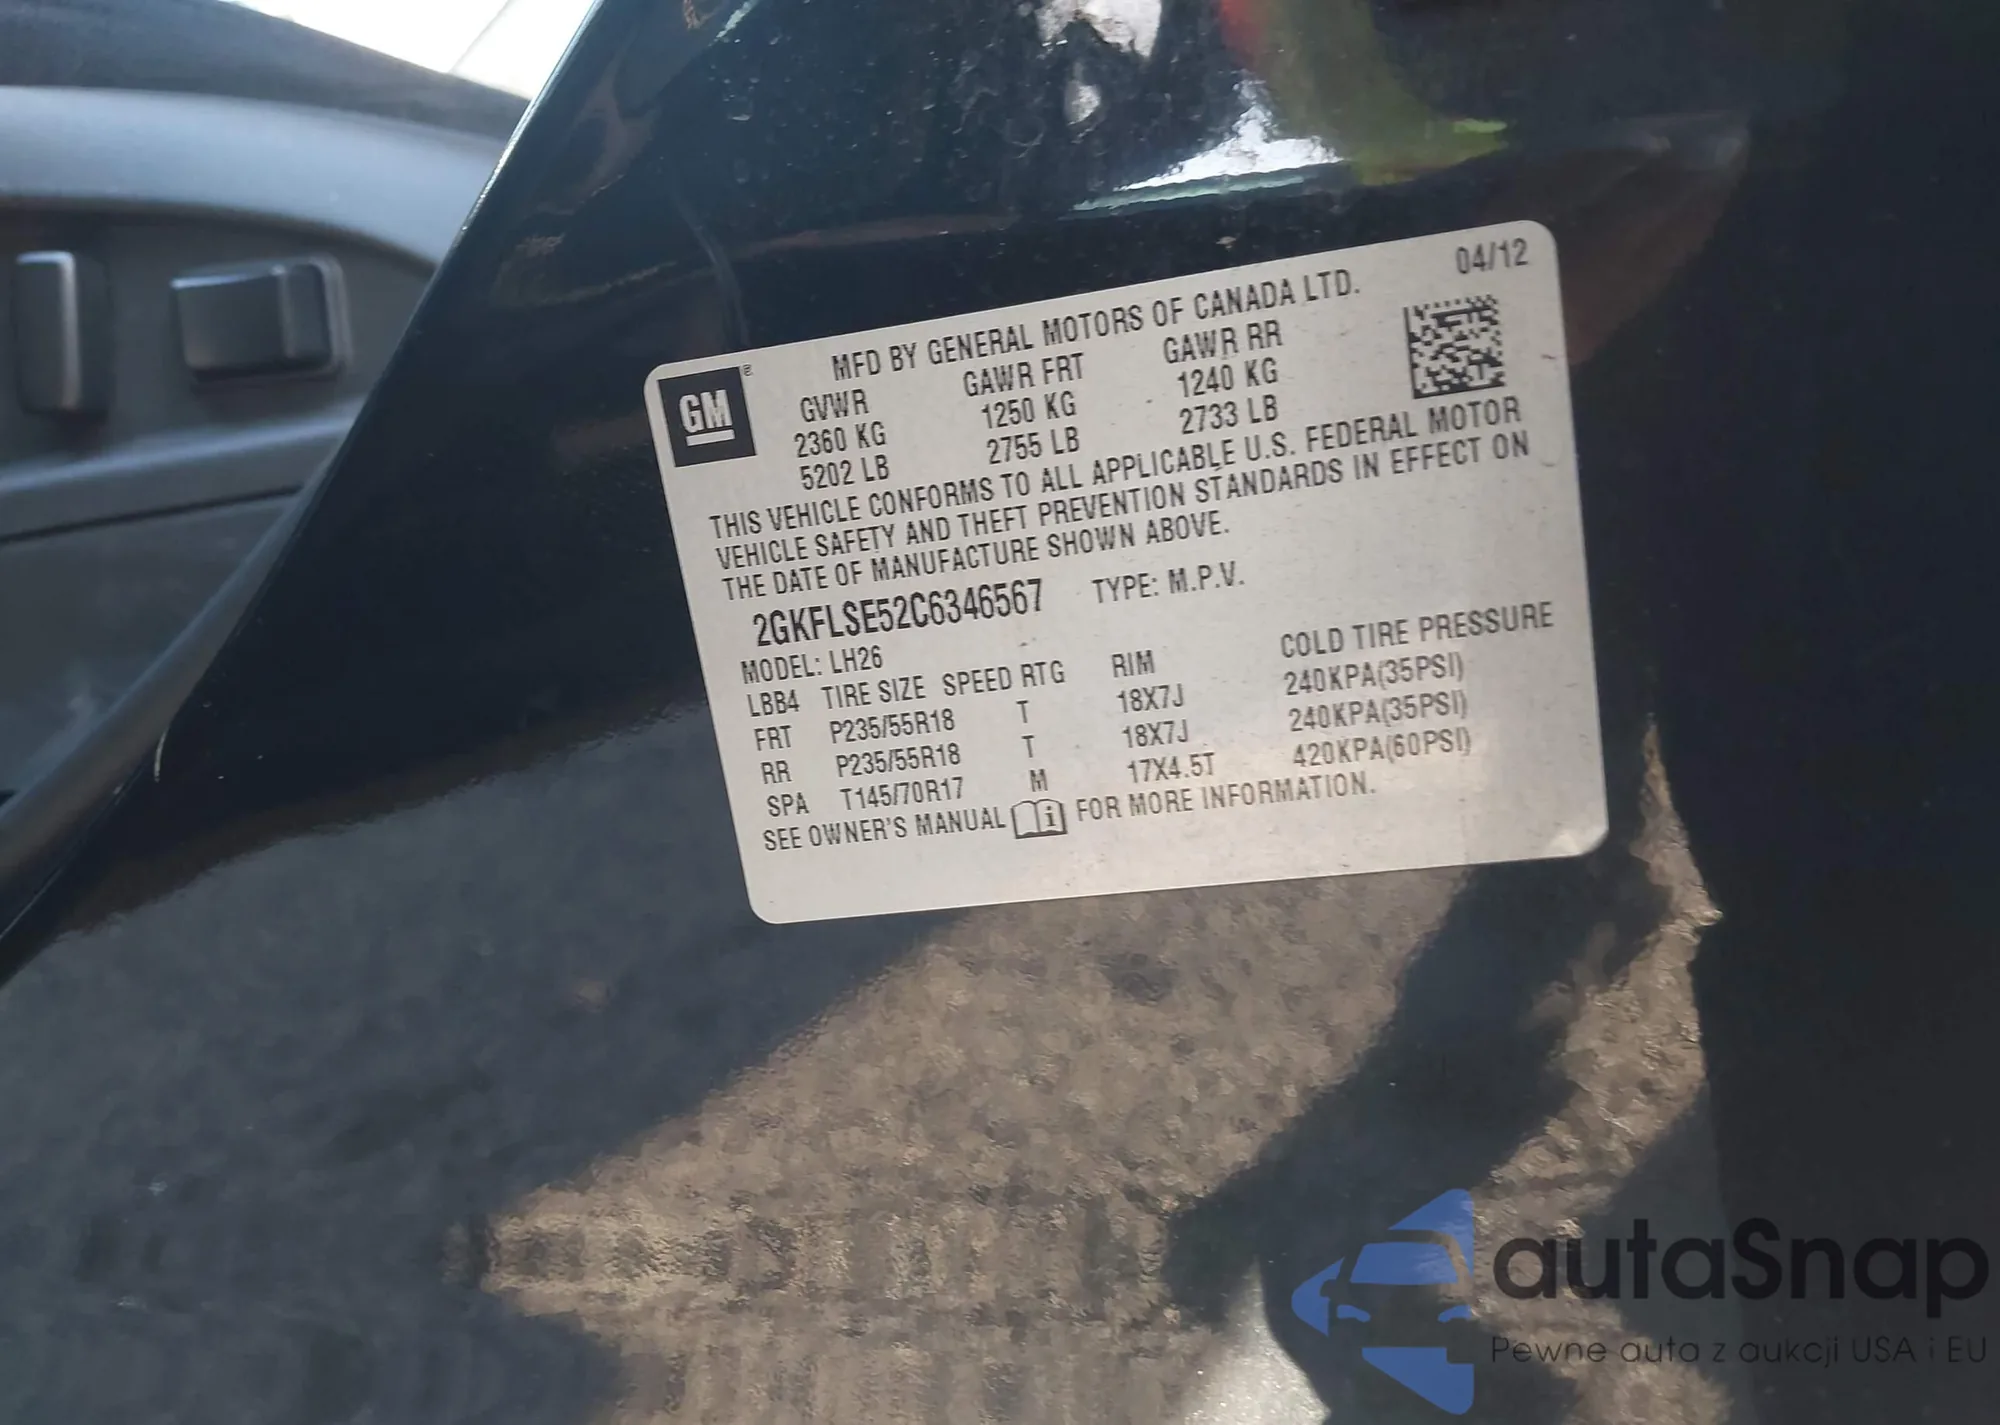 04/12
MFD BY GENERAL MOTORS OF CANADA LTD.
GM®
GVWR GAWR FRT GAWR RR
2360 KG 1250 KG 1240 KG
5202 LB 2755 LB 2733 LB
THIS VEHICLE CONFORMS TO ALL APPLICABLE U.S. FEDERAL MOTOR
VEHICLE SAFETY AND THEFT PREVENTION STANDARDS IN EFFECT ON
THE DATE OF MANUFACTURE SHOWN ABOVE.
2GKFLSE52C6346567 TYPE: M.P.V.
MODEL: LH26
LBB4 TIRE SIZE SPEED RTG RIM COLD TIRE PRESSURE
FRT P235/55R18 T 18X7J 240KPA(35PSI)
RR P235/55R18 T 18X7J 240KPA(35PSI)
SPA T145/70R17 M 17X4.5T 420KPA(60PSI)
SEE OWNER'S MANUAL i FOR MORE INFORMATION.
autaSnap
Pewne auta z aukcji USA i EU